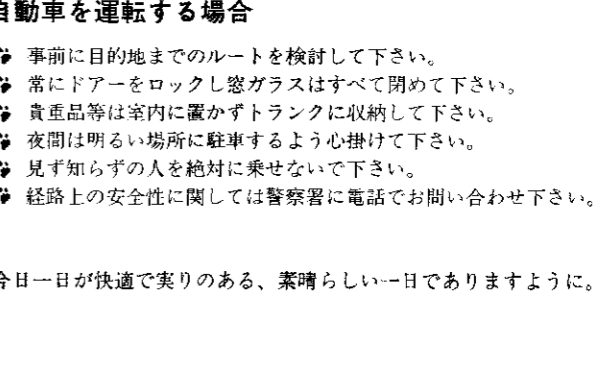 自動車を運転する場合
事前に目的地までのルートを検討して下さい。
常にドアーをロックし窓ガラスはすべて閉めて下さい。
貴重品等は室内に置かずトランクに収納して下さい。
夜間は明るい場所に駐車するよう心掛けて下さい。
見ず知らずの人を絶対に乗せないで下さい。
経路上の安全性に関しては警察署に電話でお問い合わせ下さい。
今日一日が快適で実りのある、素晴らしい一日でありますように。